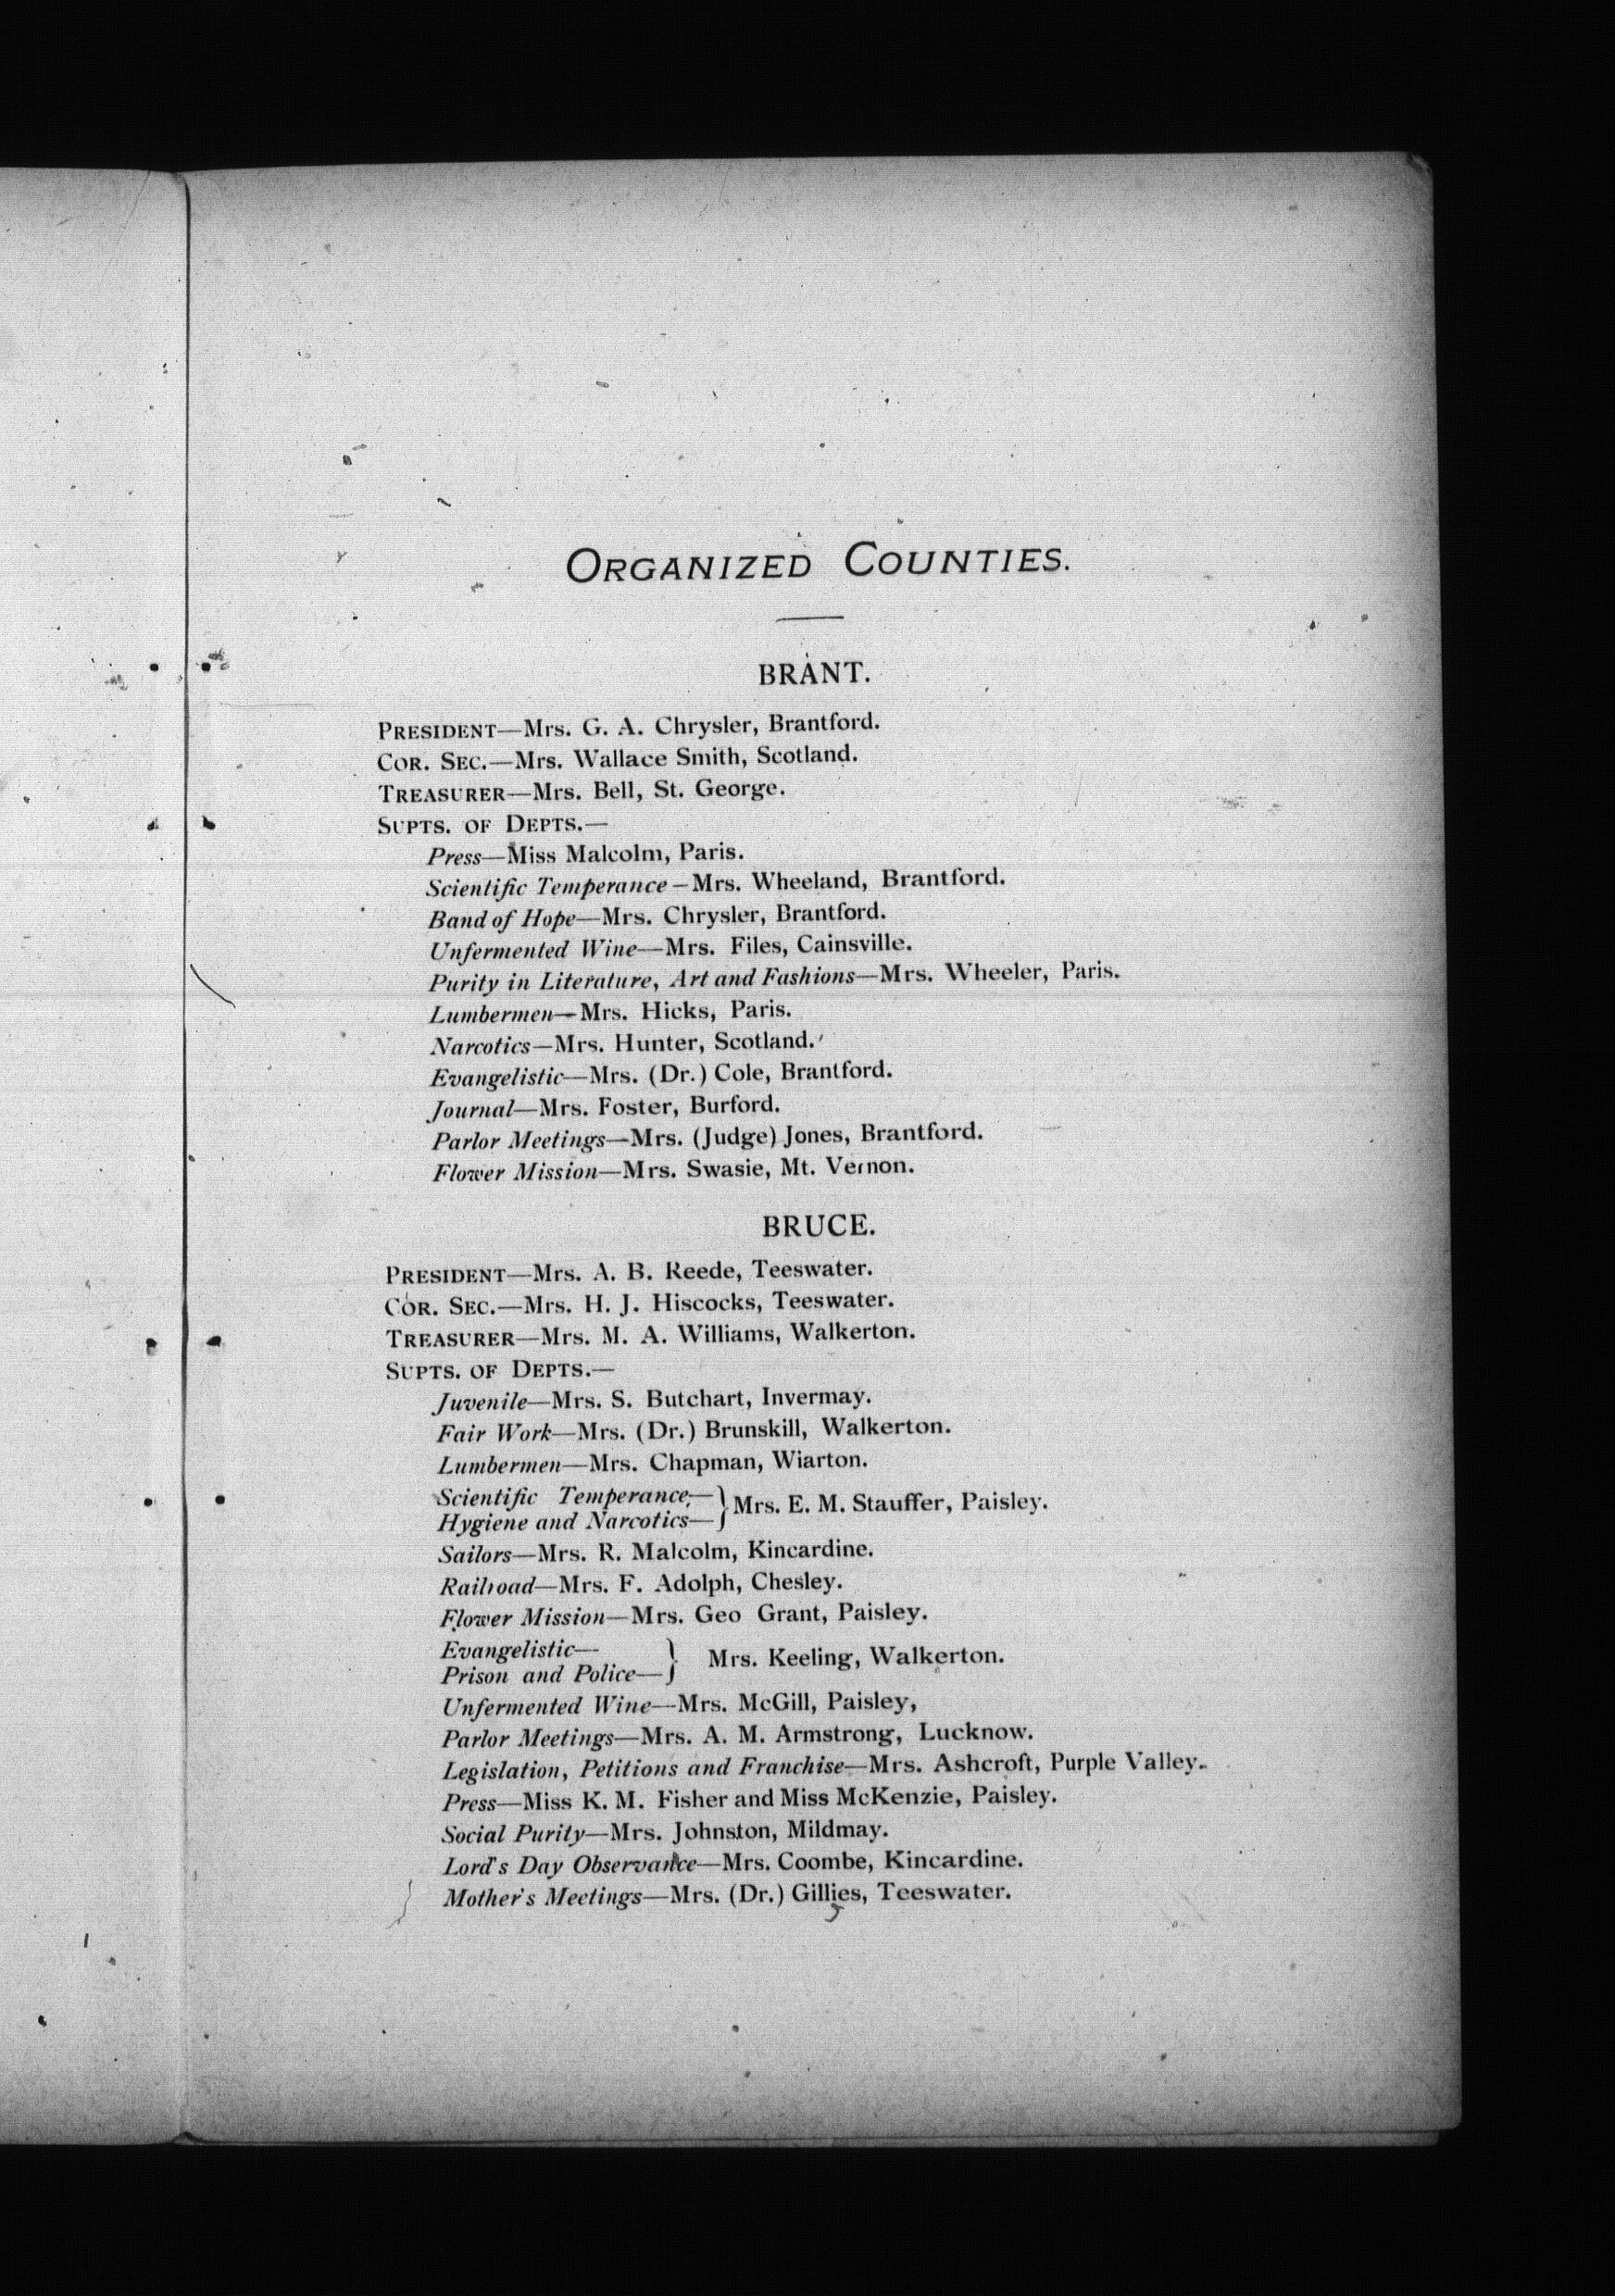 ORGANIZED COUNTIES.
BRANT.
PRESIDENT—Mrs. G. A. Chrysler, Brantford.
COR. SEC.—Mrs. Wallace Smith, Scotland.
TREASURER—Mrs. Bell, St. George.
SUPTS. OF DEPTS.—
Press—Miss Malcolm, Paris.
Scientific Temperance—Mrs. Wheeland, Brantford.
Band of Hope—Mrs. Chrysler, Brantford.
Unfermented Wine—Mrs. Files, Cainsville.
Purity in Literature, Art and Fashions—Mrs. Wheeler, Paris.
Lumbermen—Mrs. Hicks, Paris.
Narcotics—Mrs. Hunter, Scotland.
Evangelistic—Mrs. (Dr.) Cole, Brantford.
Journal—Mrs. Foster, Burford.
Parlor Meetings—Mrs. (Judge) Jones, Brantford.
Flower Mission—Mrs. Swasie, Mt. Vernon.
BRUCE.
PRESIDENT—Mrs. A. B. Reede, Teeswater.
COR. SEC.—Mrs. H. J. Hiscocks, Teeswater.
TREASURER—Mrs. M. A. Williams, Walkerton.
SUPTS. OF DEPTS.—
Juvenile—Mrs. S. Butchart, Invermay.
Fair Work—Mrs. (Dr.) Brunskill, Walkerton.
Lumbermen—Mrs. Chapman, Wiarton.
Scientific Temperance,—
Hygiene and Narcotics—} Mrs. E. M. Stauffer, Paisley.
Sailors—Mrs. R. Malcolm, Kincardine.
Railroad—Mrs. F. Adolph, Chesley.
Flower Mission—Mrs. Geo Grant, Paisley.
Evangelistic—
Prison and Police—} Mrs. Keeling, Walkerton.
Unfermented Wine—Mrs. McGill, Paisley,
Parlor Meetings—Mrs. A. M. Armstrong, Lucknow.
Legislation, Petitions and Franchise—Mrs. Ashcroft, Purple Valley.
Press—Miss K. M. Fisher and Miss McKenzie, Paisley.
Social Purity—Mrs. Johnston, Mildmay.
Lord's Day Observance—Mrs. Coombe, Kincardine.
Mother's Meetings—Mrs. (Dr.) Gillies, Teeswater.